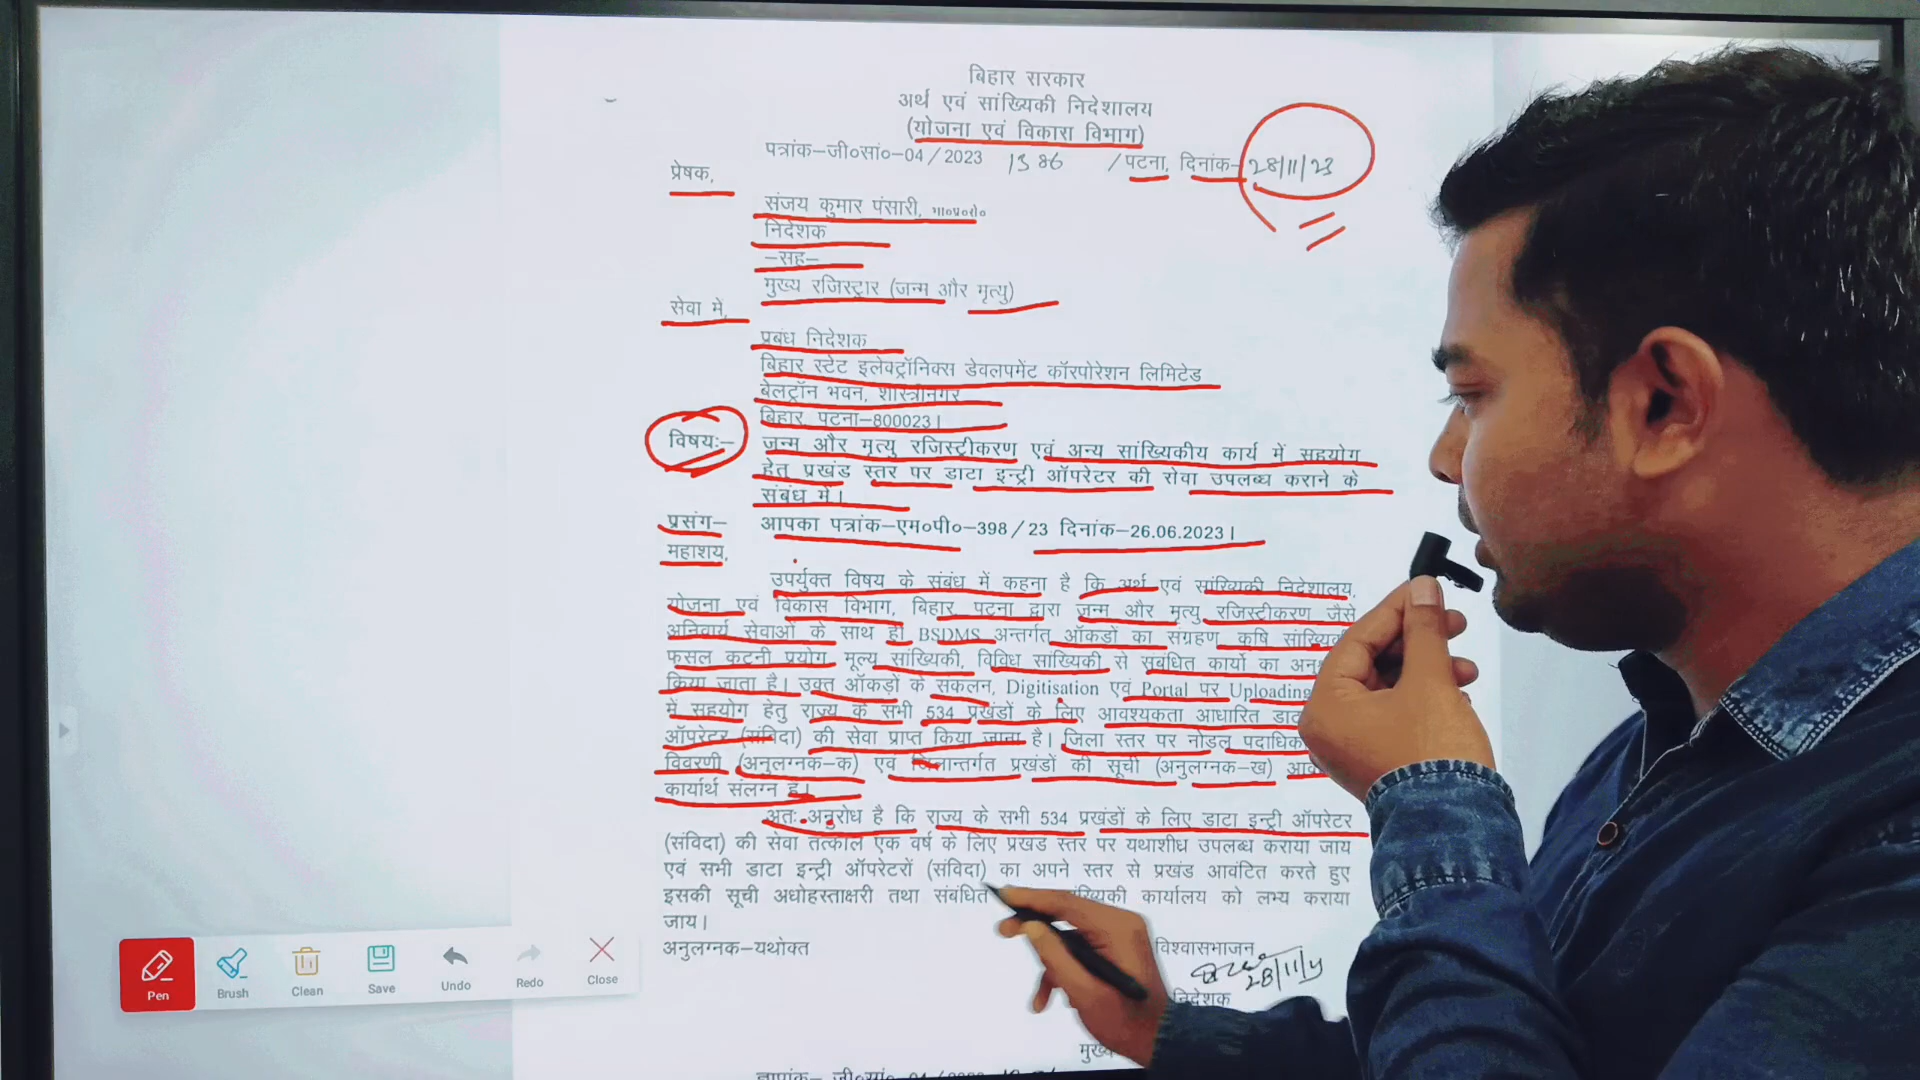 बिहार सरकार
अर्थ एवं सांख्यिकी निदेशालय
(योजना एवं विकास विभाग)
पत्रांक–जी०सां०–04/2023 1386 /पटना, दिनांक–28/11/23
प्रेषक,
संजय कुमार पंसारी, भा०प्र०से०
निदेशक
–सह–
मुख्य रजिस्ट्रार (जन्म और मृत्यु)
सेवा में,
प्रबंध निदेशक
बिहार स्टेट इलेक्ट्रॉनिक्स डेवलपमेंट कॉरपोरेशन लिमिटेड
बेलट्रॉन भवन, शास्त्रीनगर
बिहार, पटना–800023।
विषयः– जन्म और मृत्यु रजिस्ट्रीकरण एवं अन्य सांख्यिकीय कार्य में सहयोग
हेतु प्रखंड स्तर पर डाटा इन्ट्री ऑपरेटर की सेवा उपलब्ध कराने के
संबंध में।
प्रसंग– आपका पत्रांक–एम०पी०–398/23 दिनांक–26.06.2023।
महाशय,
उपर्युक्त विषय के संबंध में कहना है कि अर्थ एवं सांख्यिकी निदेशालय,
योजना एवं विकास विभाग, बिहार, पटना द्वारा जन्म और मृत्यु रजिस्ट्रीकरण जैसे
अनिवार्य सेवाओं के साथ ही BSDMS अन्तर्गत आँकडों का संग्रहण, कृषि सांख्यिकी
फसल कटनी प्रयोग, मूल्य सांख्यिकी, विविध सांख्यिकी से संबंधित कार्यो का
किया जाता है। उक्त आँकड़ों के संकलन, Digitisation एवं Portal पर Uploading
में सहयोग हेतु राज्य के सभी 534 प्रखंडों के लिए आवश्यकता आधारित
ऑपरेटर (संविदा) की सेवा प्राप्त किया जाना है। जिला स्तर पर नोडल
विवरणी (अनुलग्नक–क) एवं जिलान्तर्गत प्रखंडों की सूची (अनुलग्नक–ख)
कार्यार्थ संलग्न है।
अतः अनुरोध है कि राज्य के सभी 534 प्रखंडों के लिए डाटा इन्ट्री ऑपरेटर
(संविदा) की सेवा तत्काल एक वर्ष के लिए प्रखंड स्तर पर यथाशीघ्र उपलब्ध कराया जाय
एवं सभी डाटा इन्ट्री ऑपरेटरों (संविदा) का अपने स्तर से प्रखंड आवंटित करते हुए
इसकी सूची अधोहस्ताक्षरी तथा संबंधित कार्यालय को लभ्य कराया
जाय।
अनुलग्नक–यथोक्त
विश्वासभाजन
निदेशक
Pen
Brush
Clean
Save
Undo
Redo
Close